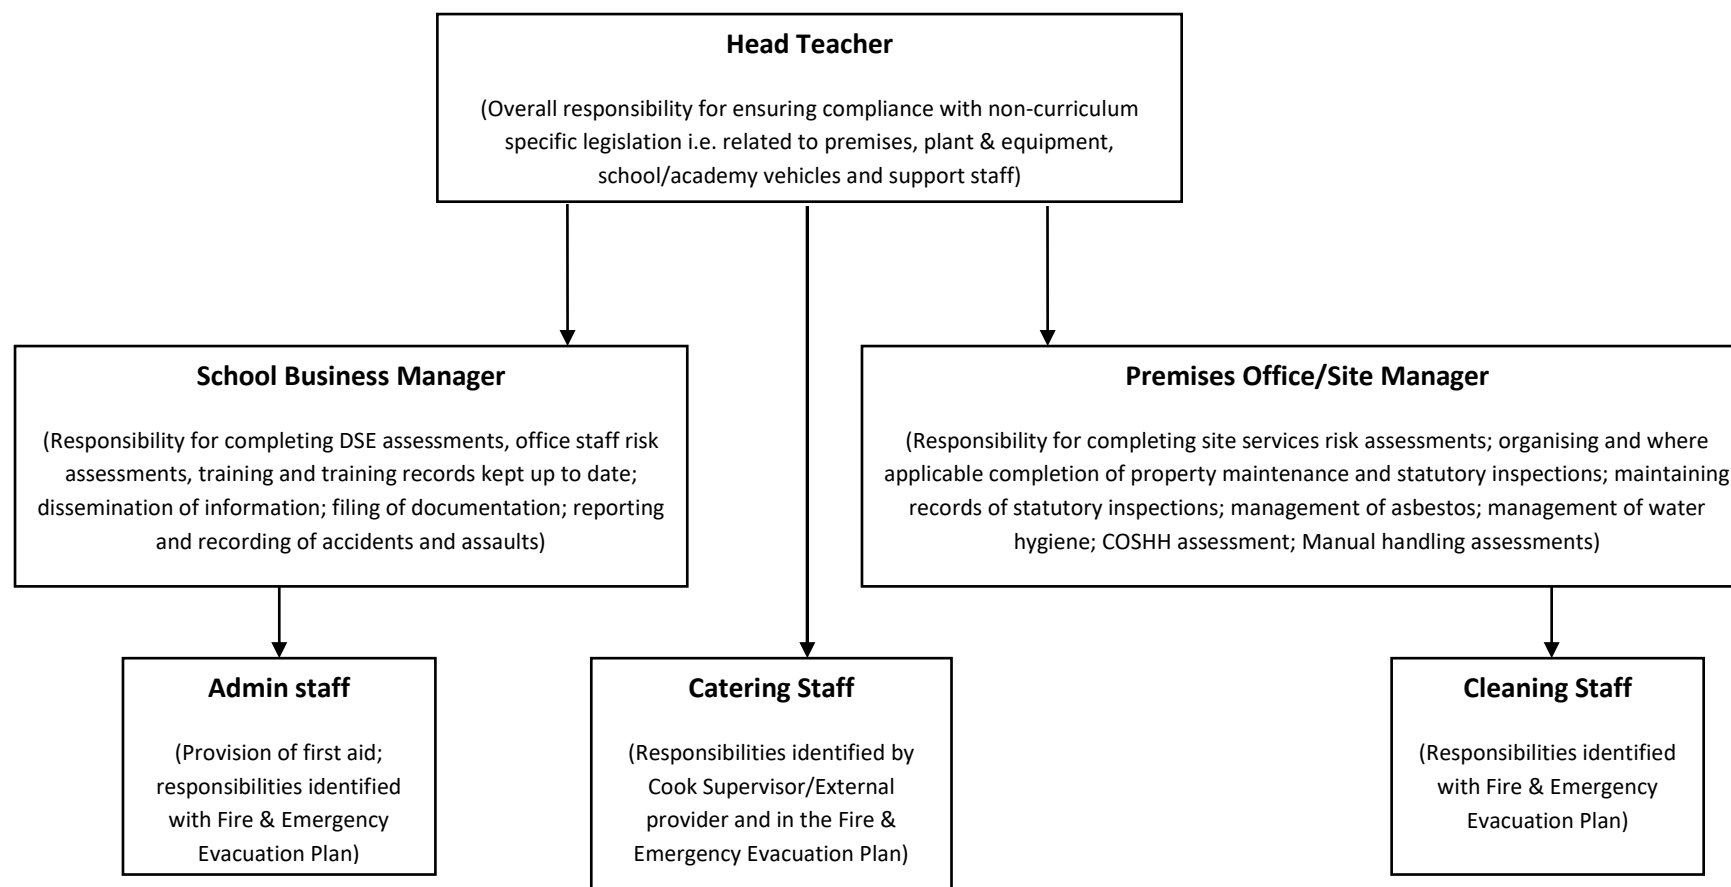 Head Teacher
(Overall responsibility for ensuring compliance with non-curriculum
specific legislation i.e. related to premises, plant & equipment,
school/academy vehicles and support staff)
School Business Manager
(Responsibility for completing DSE assessments, office staff risk
assessments, training and training records kept up to date;
dissemination of information; filing of documentation; reporting
and recording of accidents and assaults)
Premises Office/Site Manager
(Responsibility for completing site services risk assessments; organising and where
applicable completion of property maintenance and statutory inspections; maintaining
records of statutory inspections; management of asbestos; management of water
hygiene; COSHH assessment; Manual handling assessments)
Admin staff
(Provision of first aid;
responsibilities identified
with Fire & Emergency
Evacuation Plan)
Catering Staff
(Responsibilities identified by
Cook Supervisor/External
provider and in the Fire &
Emergency Evacuation Plan)
Cleaning Staff
(Responsibilities identified
with Fire & Emergency
Evacuation Plan)